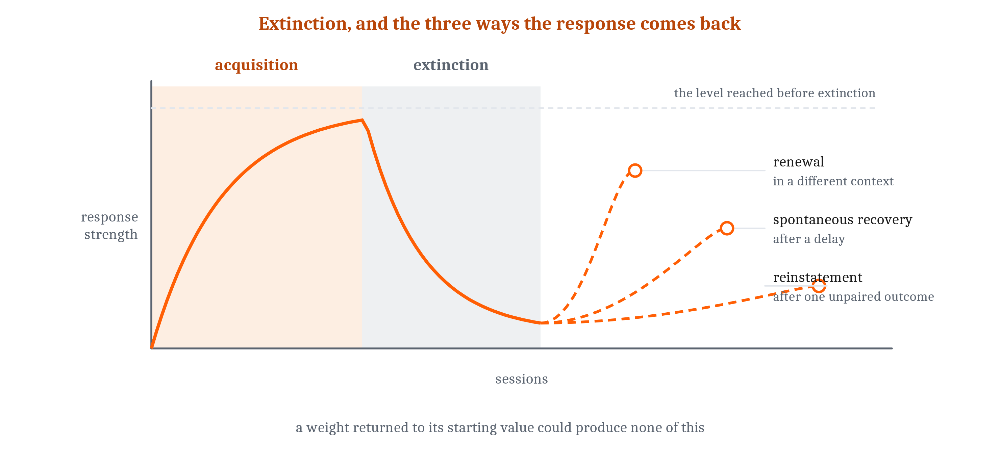 Extinction, and the three ways the response comes back
acquisition
extinction
the level reached before extinction
renewal
in a different context
response
strength
spontaneous recovery
after a delay
reinstatement
after one unpaired outcome
sessions
a weight returned to its starting value could produce none of this